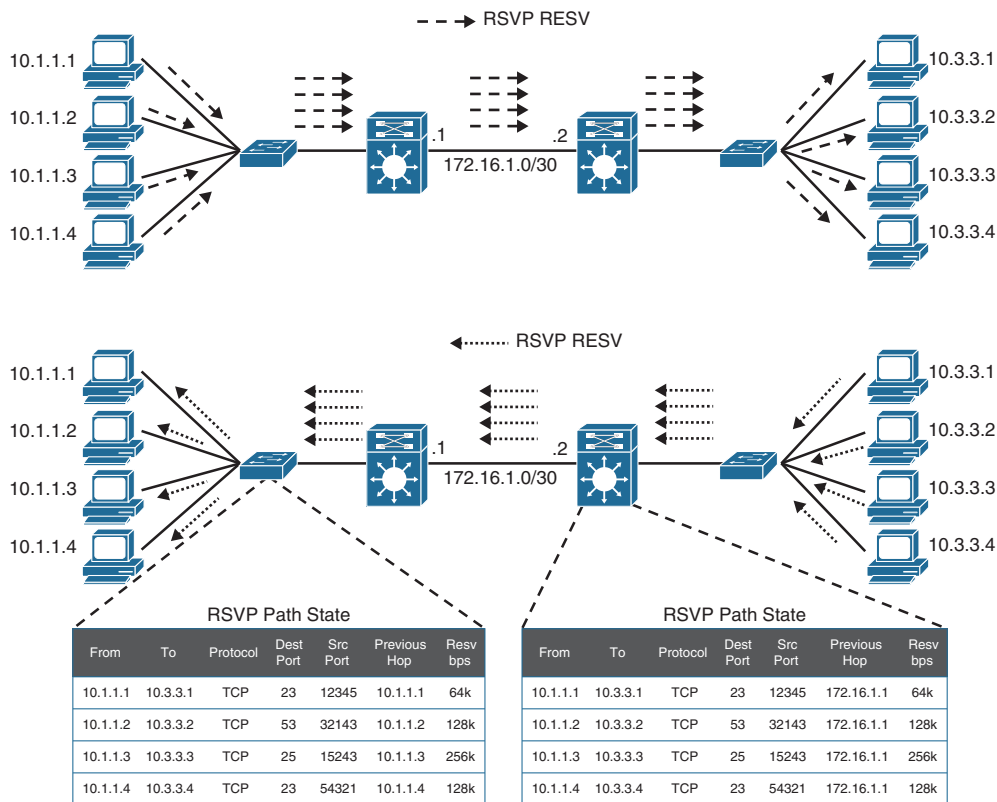 RSVP RESV
10.1.1.1
10.1.1.2
10.1.1.3
10.1.1.4
.1
.2
172.16.1.0/30
10.3.3.1
10.3.3.2
10.3.3.3
10.3.3.4
RSVP RESV
10.1.1.1
10.1.1.2
10.1.1.3
10.1.1.4
.1
.2
172.16.1.0/30
10.3.3.1
10.3.3.2
10.3.3.3
10.3.3.4
RSVP Path State
From To Protocol Dest Port Src Port Previous Hop Resv bps
10.1.1.1 10.3.3.1 TCP 23 12345 10.1.1.1 64k
10.1.1.2 10.3.3.2 TCP 53 32143 10.1.1.2 128k
10.1.1.3 10.3.3.3 TCP 25 15243 10.1.1.3 256k
10.1.1.4 10.3.3.4 TCP 23 54321 10.1.1.4 128k
RSVP Path State
From To Protocol Dest Port Src Port Previous Hop Resv bps
10.1.1.1 10.3.3.1 TCP 23 12345 172.16.1.1 64k
10.1.1.2 10.3.3.2 TCP 53 32143 172.16.1.1 128k
10.1.1.3 10.3.3.3 TCP 25 15243 172.16.1.1 256k
10.1.1.4 10.3.3.4 TCP 23 54321 172.16.1.1 128k